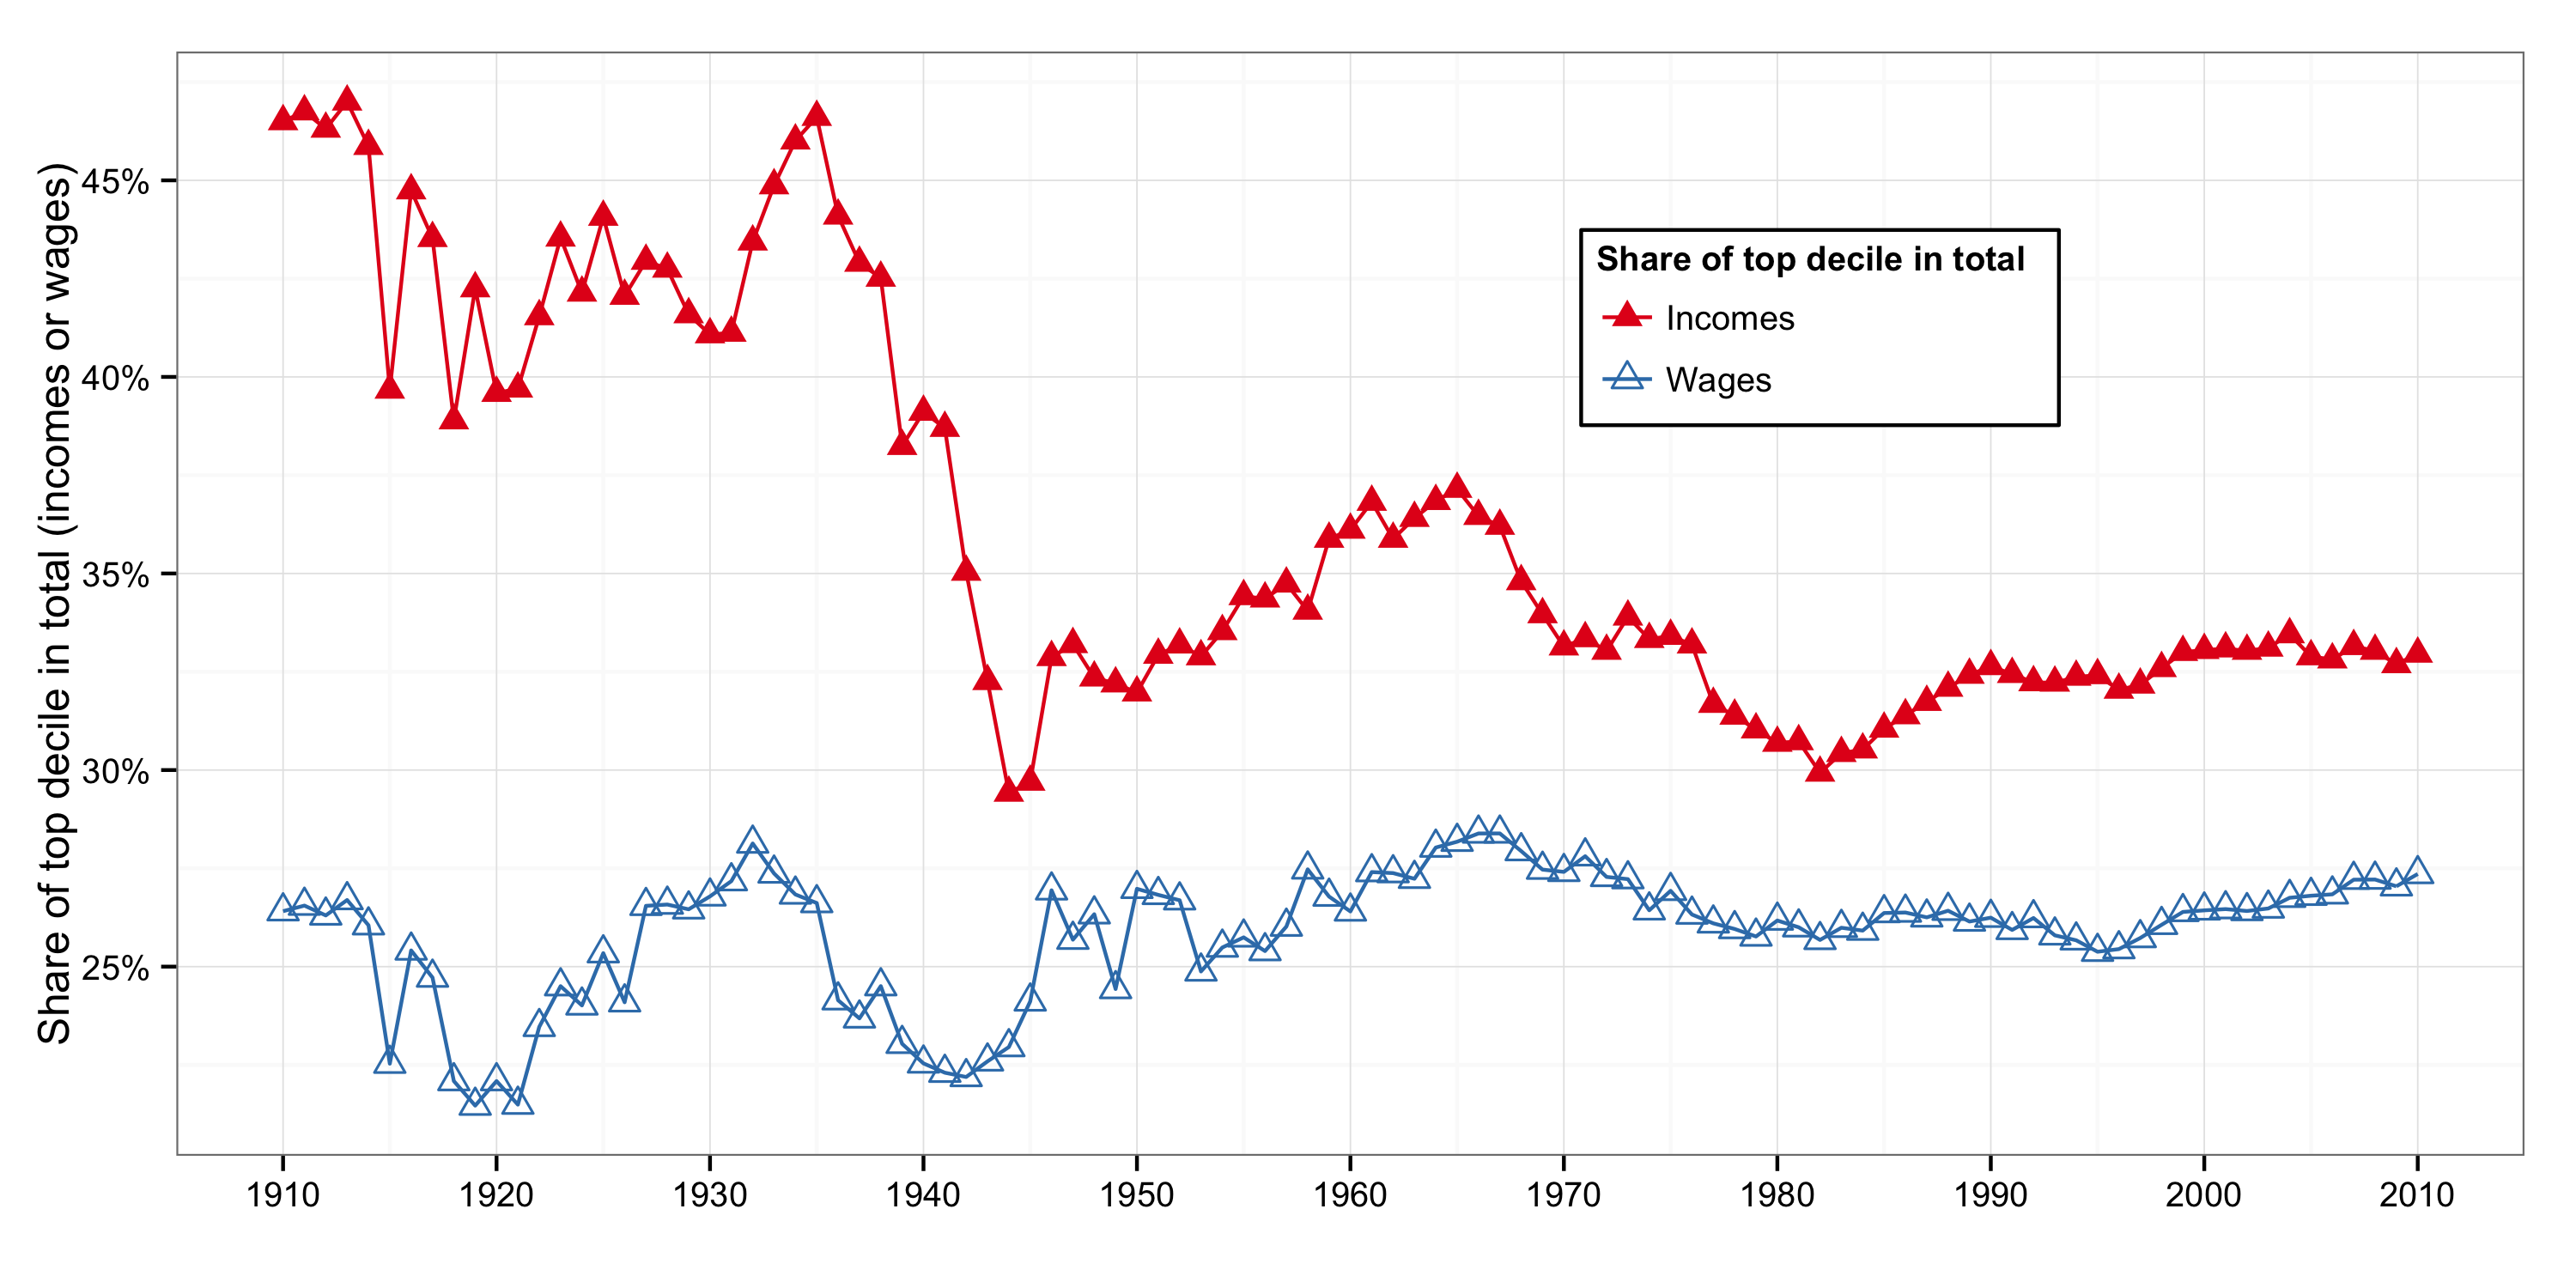 Share of top decile in total (incomes or wages)
45%
40%
35%
30%
25%
Share of top decile in total
Incomes
Wages
1910 1920 1930 1940 1950 1960 1970 1980 1990 2000 2010